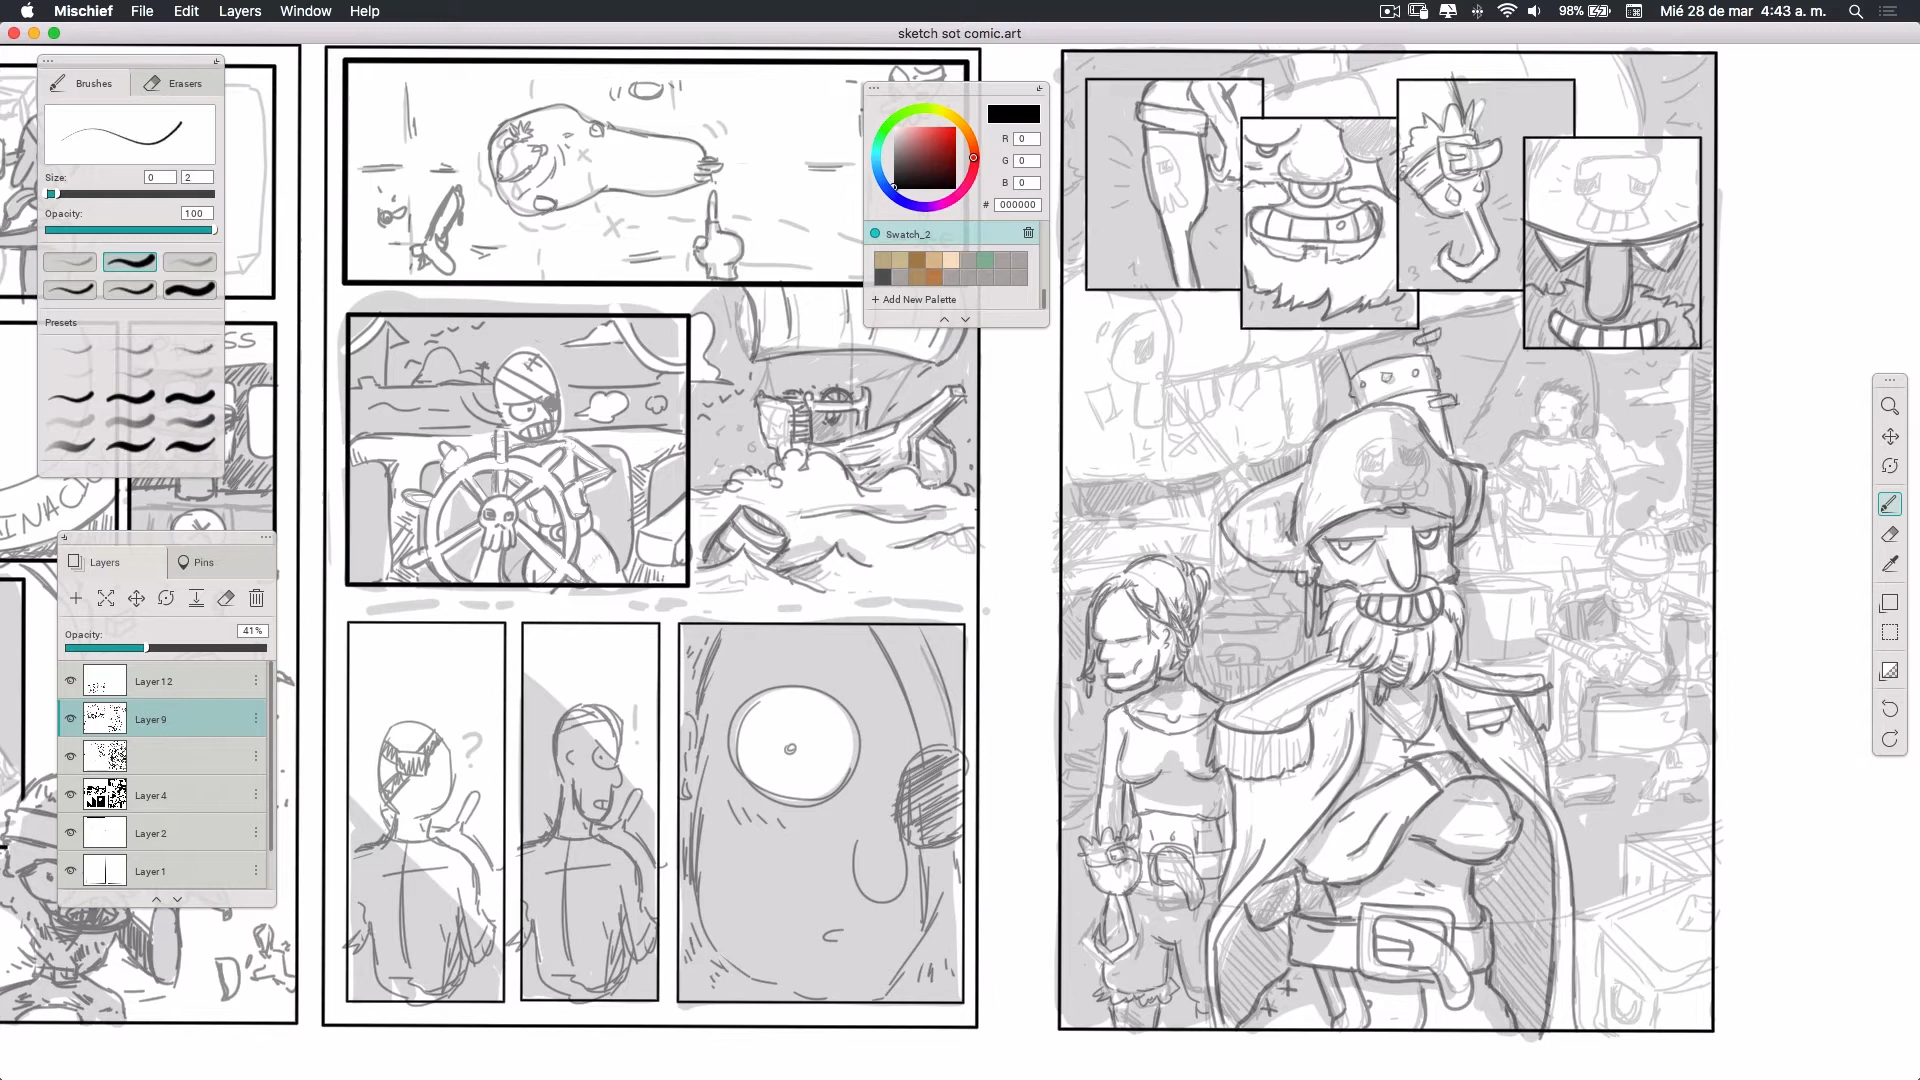 Mischief File Edit Layers Window Help
98% Mié 28 de mar 4:43 a. m.
sketch sot comic.art
Brushes Erasers
Size: 0 2
Opacity: 100
Presets
R 0
G 0
B 0
# 000000
Swatch_2
+ Add New Palette
Layers Pins
Opacity: 41%
Layer 12
Layer 9
Layer 4
Layer 2
Layer 1
?
!